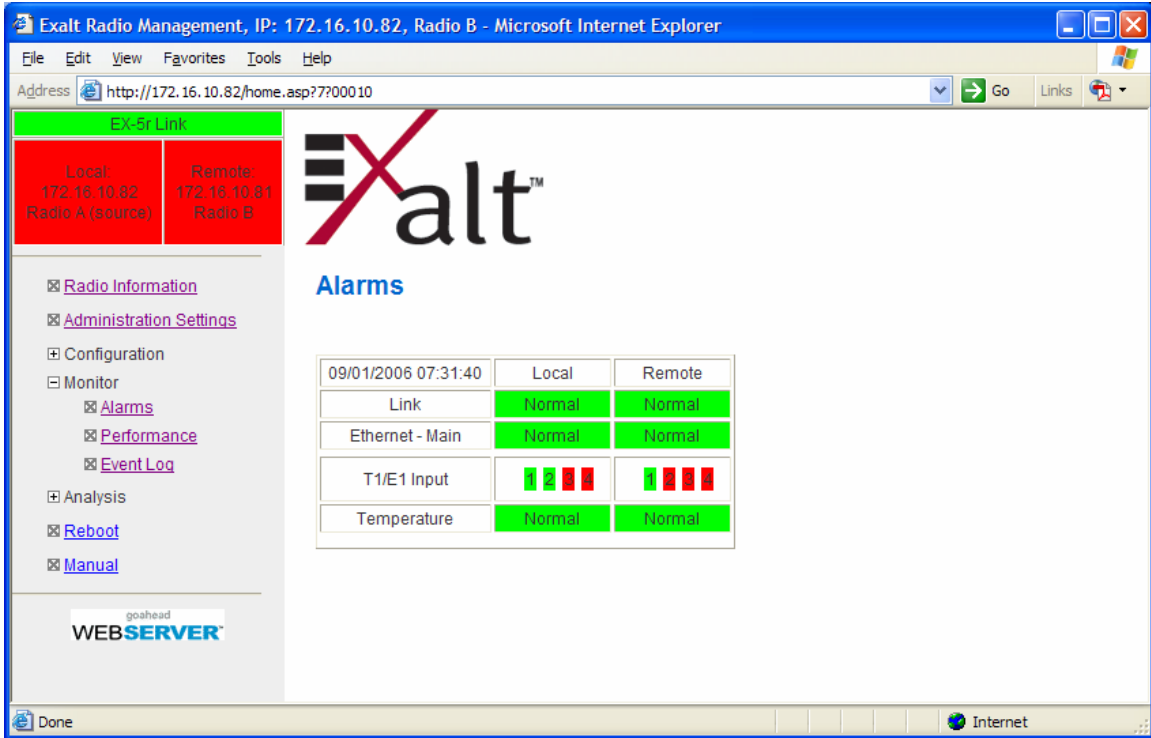 Exalt Radio Management, IP: 172.16.10.82, Radio B - Microsoft Internet Explorer
File Edit View Favorites Tools Help
Address http://172.16.10.82/home.asp?7?00010 Go Links
EX-5r Link
Local: 172.16.10.82 Radio A (source)
Remote: 172.16.10.81 Radio B
Exalt™
Radio Information
Administration Settings
Configuration
Monitor
Alarms
Performance
Event Log
Analysis
Reboot
Manual
goahead
WEBSERVER
Alarms
09/01/2006 07:31:40 Local Remote
Link Normal Normal
Ethernet - Main Normal Normal
T1/E1 Input 1 2 3 4 1 2 3 4
Temperature Normal Normal
Done Internet